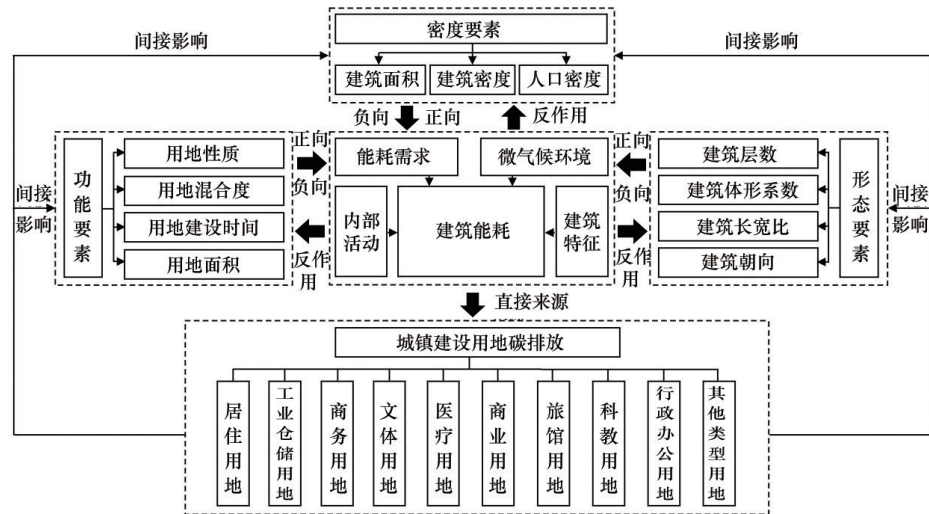 密度要素
间接影响
间接影响
建筑面积
建筑密度
人口密度
负向
正向
反作用
功能要素
用地性质
用地混合度
用地建设时间
用地面积
正向
负向
反作
用
能耗需求
微气候环境
内部
活动
建筑能耗
建筑
特征
正向
负向
反作
用
建筑层数
建筑体形系数
建筑长宽比
建筑朝向
形态要素
间接
影响
间接
影响
直接来源
城镇建设用地碳排放
居住用地
工业仓储用地
商务用地
文体用地
医疗用地
商业用地
旅馆用地
科教用地
行政办公用地
其他类型用地